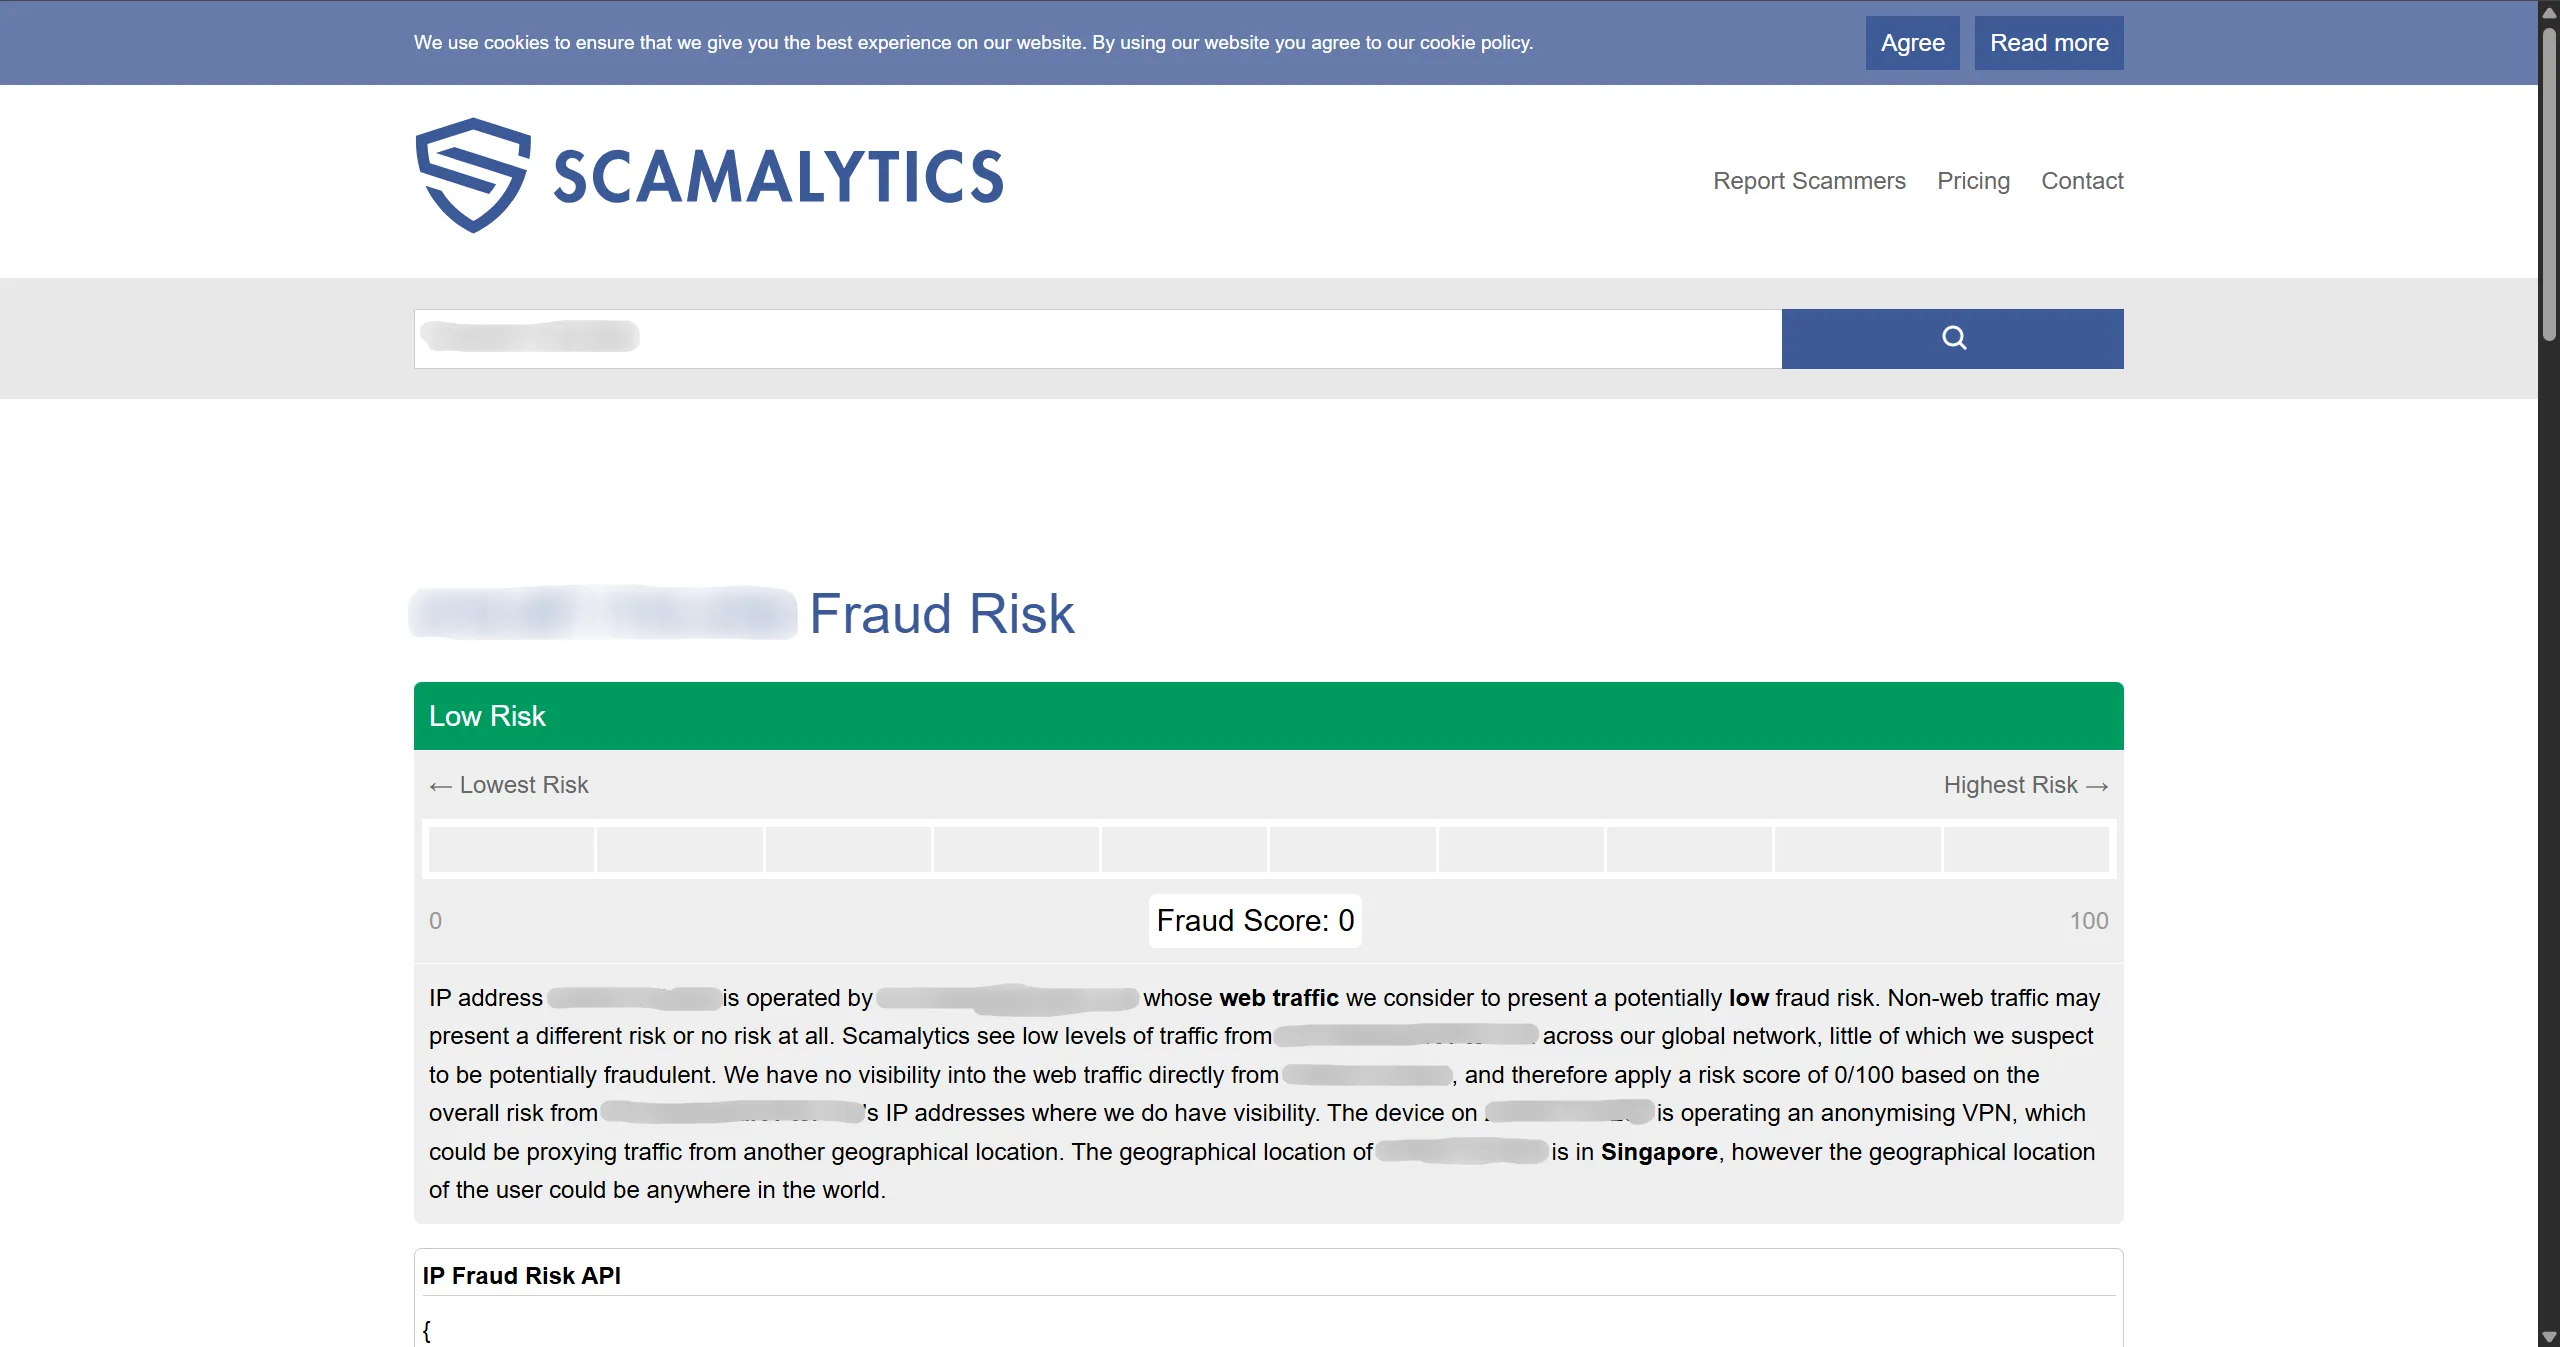 We use cookies to ensure that we give you the best experience on our website. By using our website you agree to our cookie policy.
Agree
Read more
SCAMALYTICS
Report Scammers
Pricing
Contact
Fraud Risk
Low Risk
← Lowest Risk
Highest Risk →
0
Fraud Score: 0
100
IP address is operated by whose web traffic we consider to present a potentially low fraud risk. Non-web traffic may
present a different risk or no risk at all. Scamalytics see low levels of traffic from across our global network, little of which we suspect
to be potentially fraudulent. We have no visibility into the web traffic directly from , and therefore apply a risk score of 0/100 based on the
overall risk from 's IP addresses where we do have visibility. The device on is operating an anonymising VPN, which
could be proxying traffic from another geographical location. The geographical location of is in Singapore, however the geographical location
of the user could be anywhere in the world.
IP Fraud Risk API
{